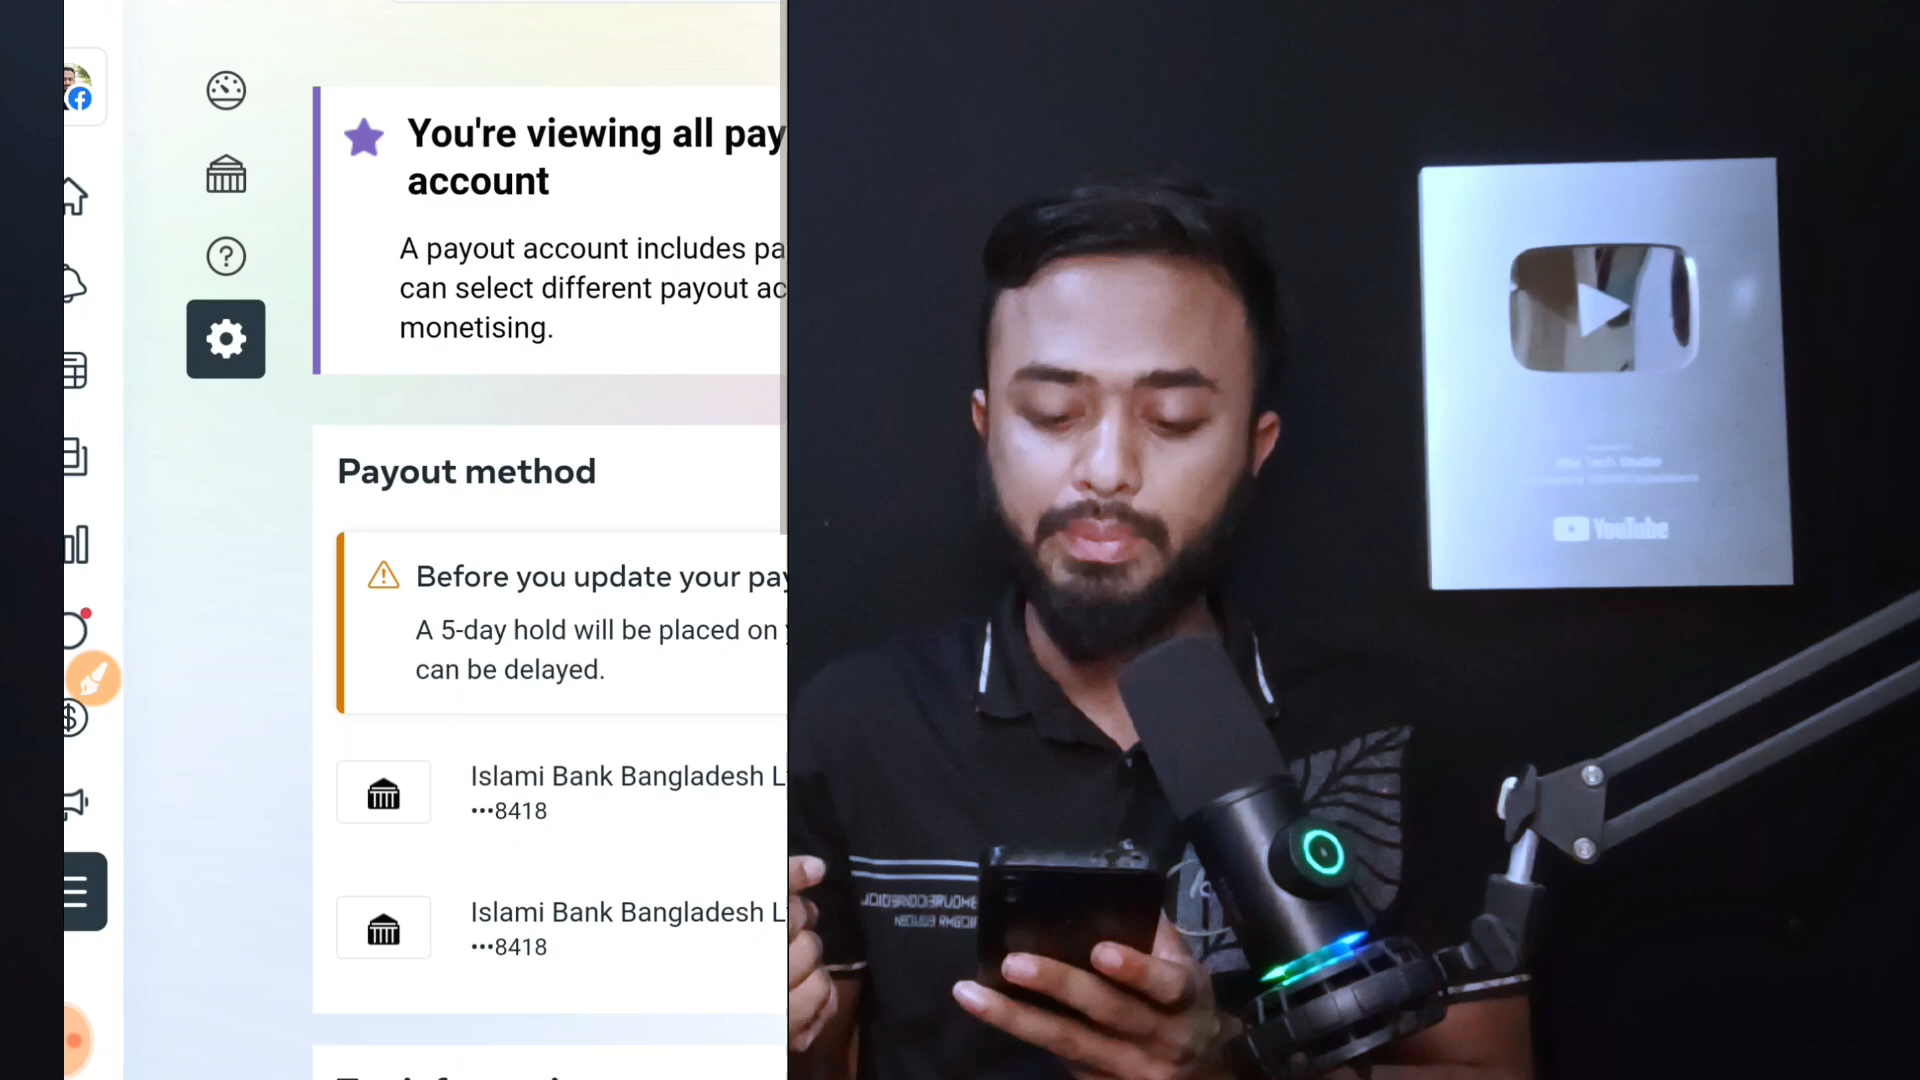 You're viewing all pay
account
A payout account includes pa
can select different payout ac
monetising.
Payout method
Before you update your pay
A 5-day hold will be placed on
can be delayed.
Islami Bank Bangladesh L
•••8418
Islami Bank Bangladesh L
•••8418
Tech Studio
YouTube